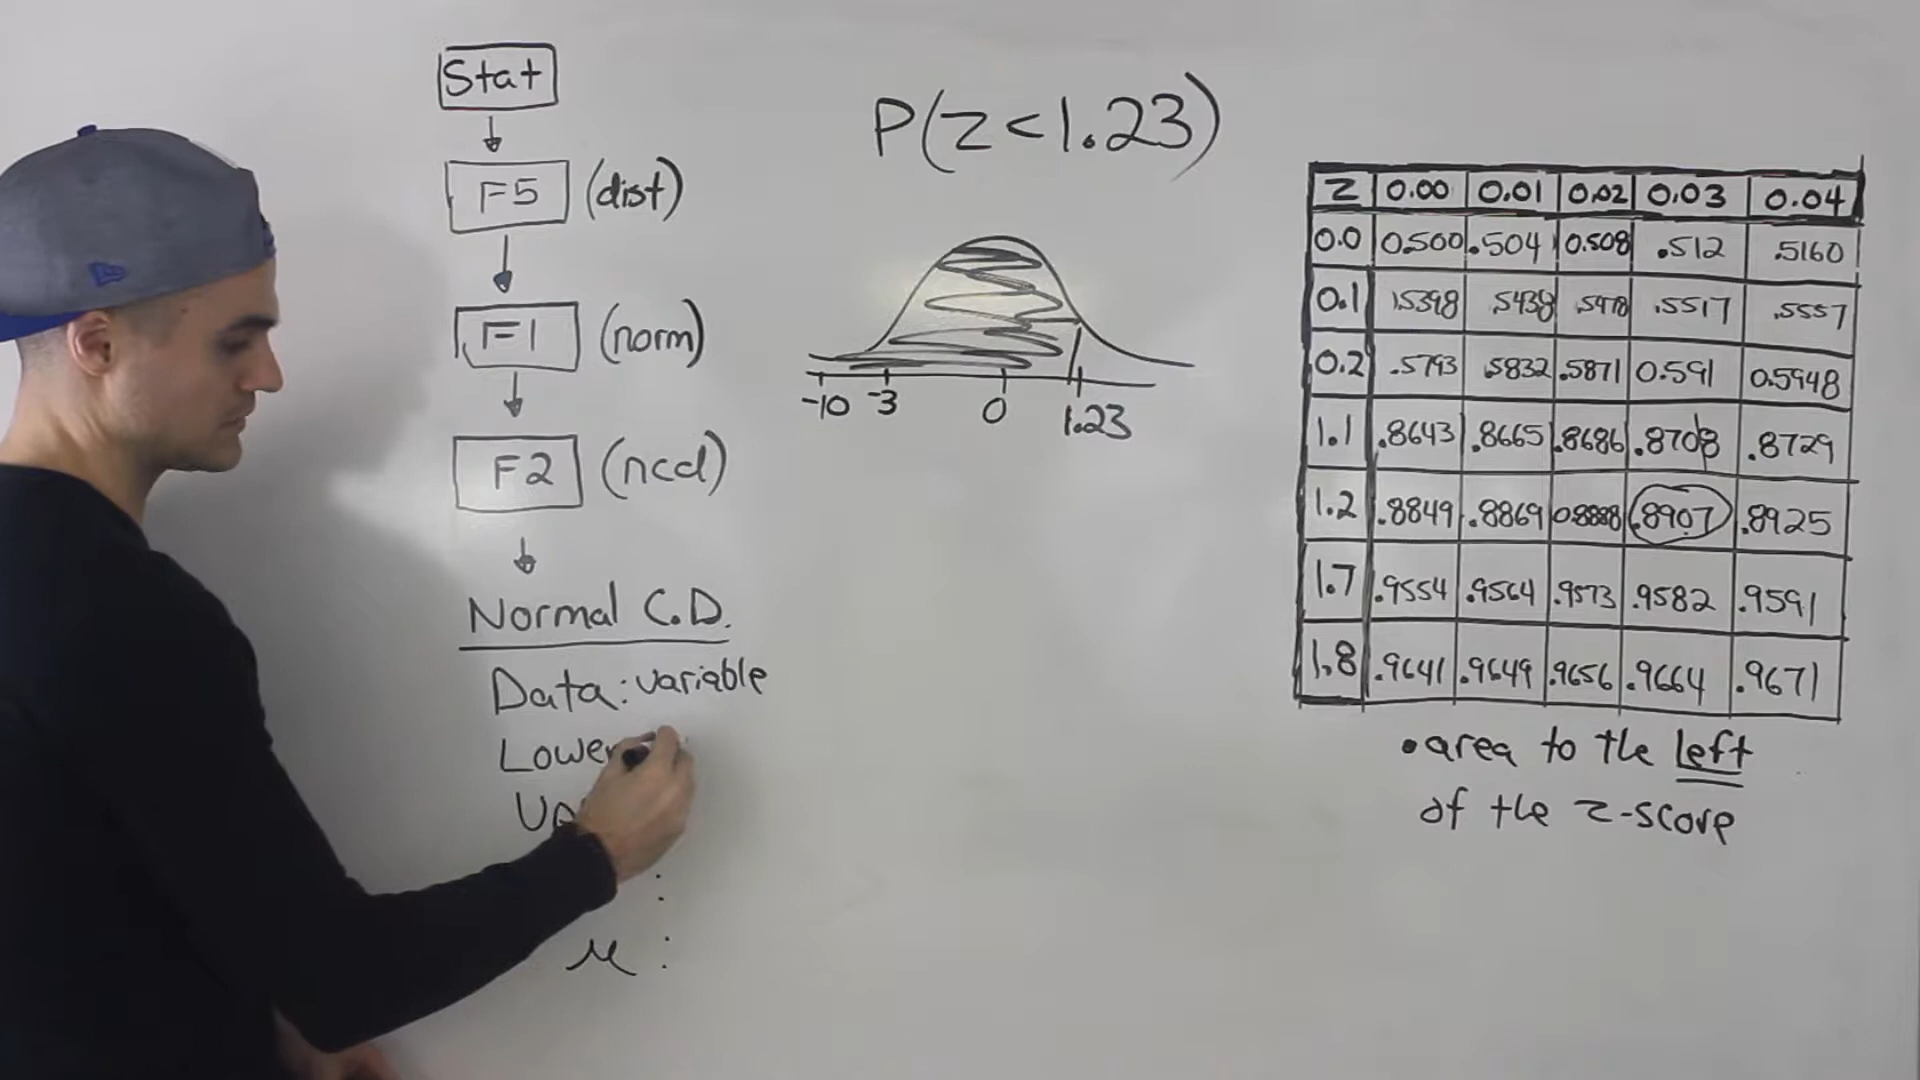 Stat
F5 (dist)
F1 (norm)
F2 (ncd)
Normal C.D.
Data: variable
Lower
μ :
P(Z<1.23)
-10 -3 0 1.23
Z 0.00 0.01 0.02 0.03 0.04
0.0 0.500 .504 0.508 .512 .5160
0.1 .5398 .5438 .5478 .5517 .5557
0.2 .5793 .5832 .5871 0.591 0.5948
1.1 .8643 .8665 .8686 .8708 .8729
1.2 .8849 .8869 0.8888 .8907 .8925
1.7 .9554 .9564 .9573 .9582 .9591
1.8 .9641 .9649 .9656 .9664 .9671
•area to the left
of the z-score